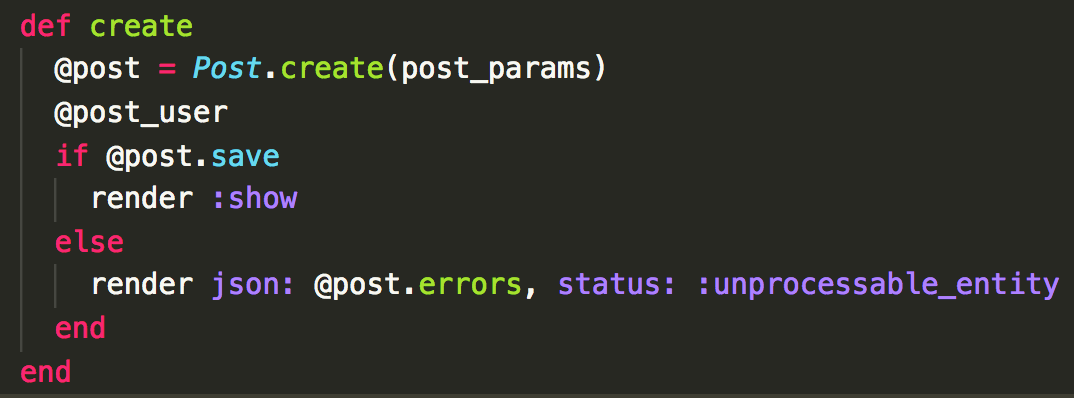 def create
  @post = Post.create(post_params)
  @post_user
  if @post.save
    render :show
  else
    render json: @post.errors, status: :unprocessable_entity
  end
end